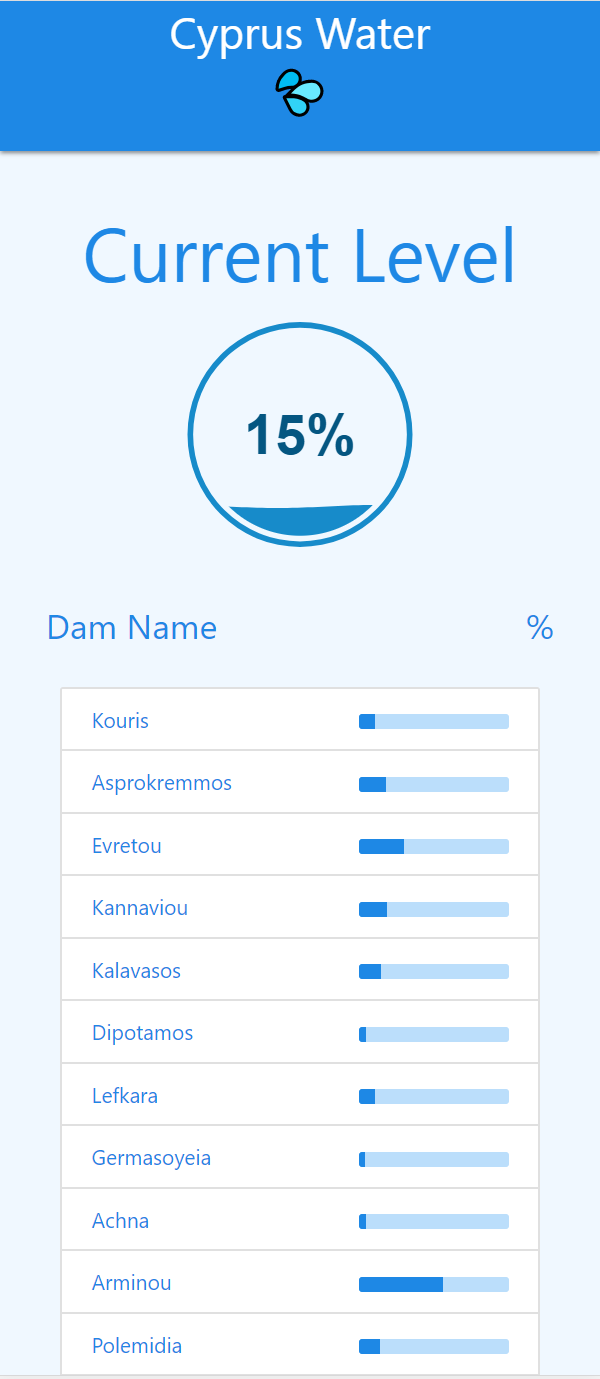 Cyprus Water
Current Level
15%
Dam Name %
Kouris
Asprokremmos
Evretou
Kannaviou
Kalavasos
Dipotamos
Lefkara
Germasoyeia
Achna
Arminou
Polemidia